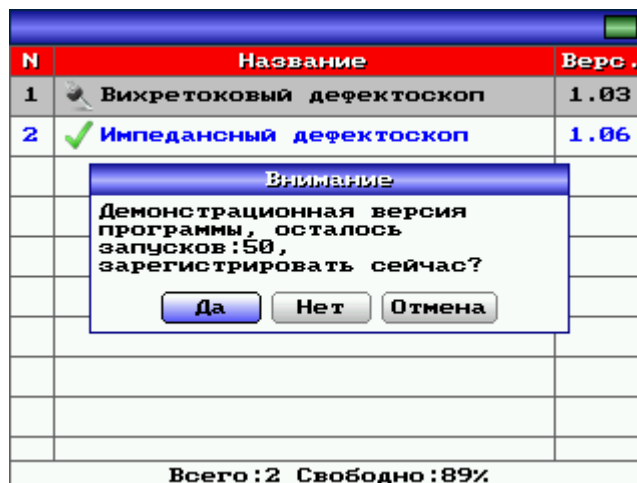 N Название Верс.
1 Вихретоковый дефектоскоп 1.03
2 Импедансный дефектоскоп 1.06
Внимание
Демонстрационная версия
программы, осталось
запусков:50,
зарегистрировать сейчас?
Да Нет Отмена
Всего:2 Свободно:89%